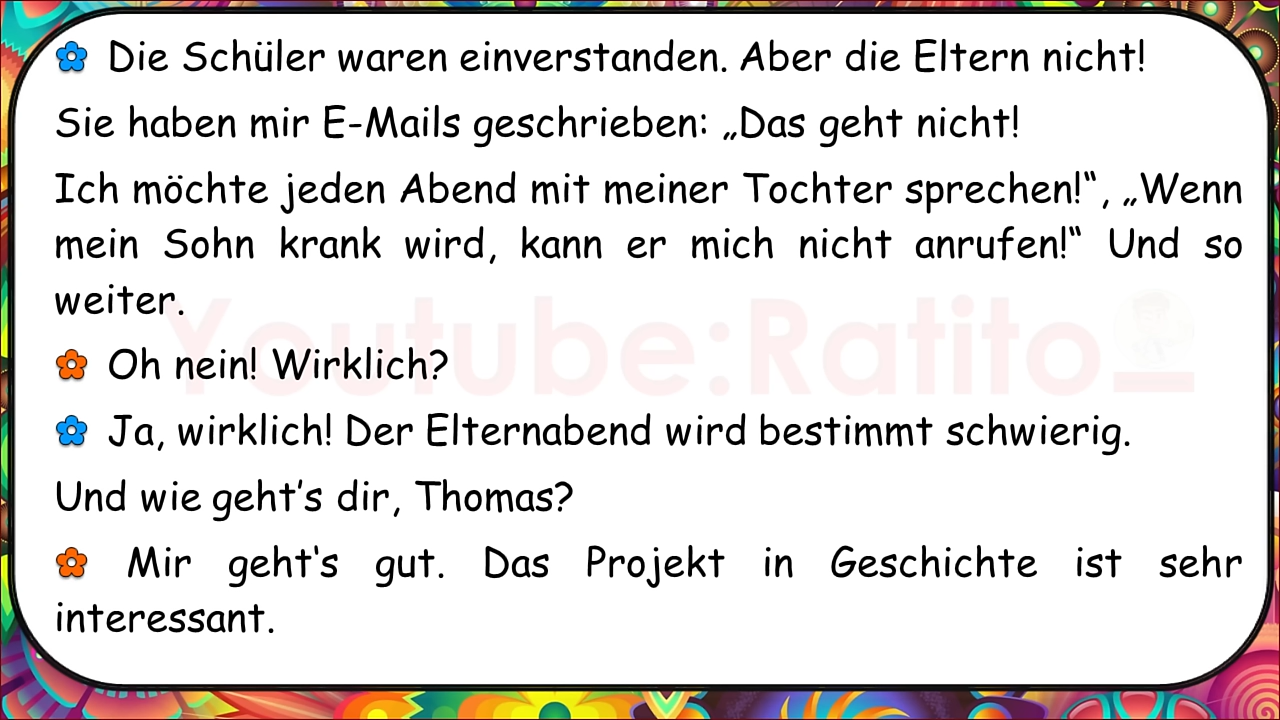 Die Schüler waren einverstanden. Aber die Eltern nicht!
Sie haben mir E-Mails geschrieben: „Das geht nicht!
Ich möchte jeden Abend mit meiner Tochter sprechen!“, „Wenn
mein Sohn krank wird, kann er mich nicht anrufen!“ Und so
weiter.
Youtube:Ratito_
Oh nein! Wirklich?
Ja, wirklich! Der Elternabend wird bestimmt schwierig.
Und wie geht’s dir, Thomas?
Mir geht‘s gut. Das Projekt in Geschichte ist sehr
interessant.